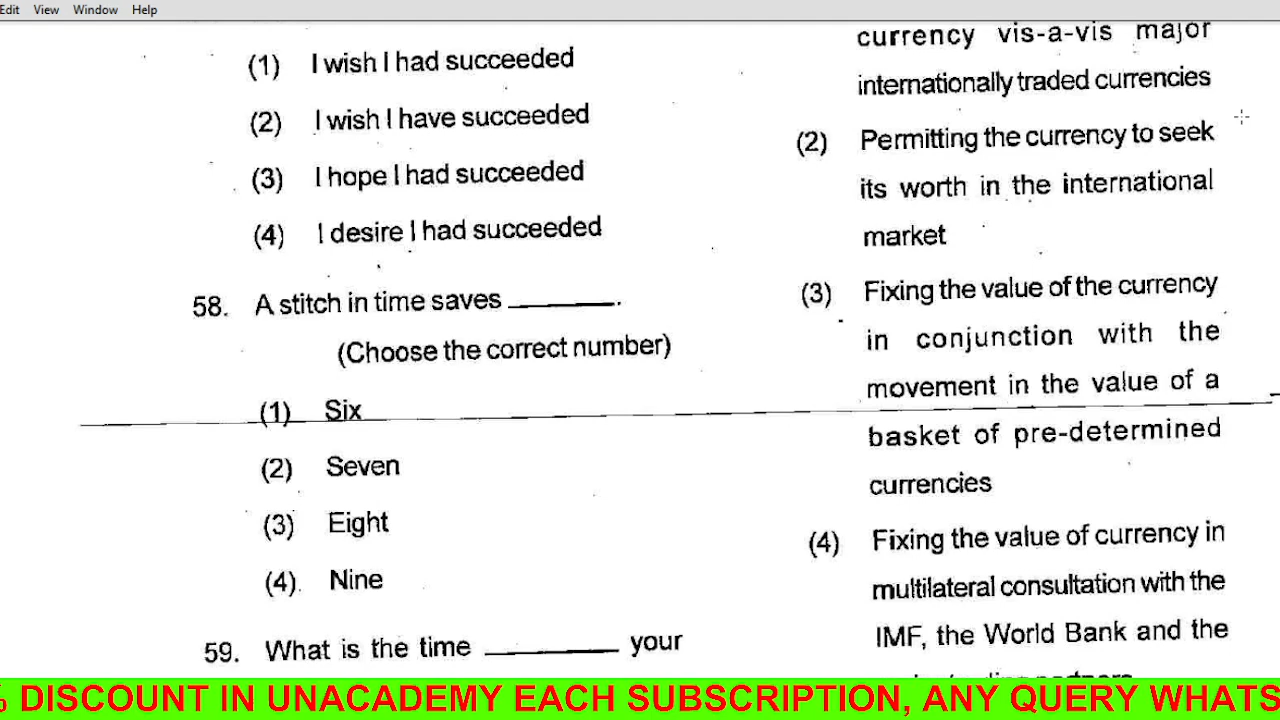 Edit View Window Help
(1) I wish I had succeeded
(2) I wish I have succeeded
(3) I hope I had succeeded
(4) I desire I had succeeded
58. A stitch in time saves ________.
(Choose the correct number)
(1) Six
(2) Seven
(3) Eight
(4) Nine
59. What is the time ________ your
currency vis-a-vis major
internationally traded currencies
(2) Permitting the currency to seek
its worth in the international
market
(3) Fixing the value of the currency
in conjunction with the
movement in the value of a
basket of pre-determined
currencies
(4) Fixing the value of currency in
multilateral consultation with the
IMF, the World Bank and the
% DISCOUNT IN UNACADEMY EACH SUBSCRIPTION, ANY QUERY WHATS